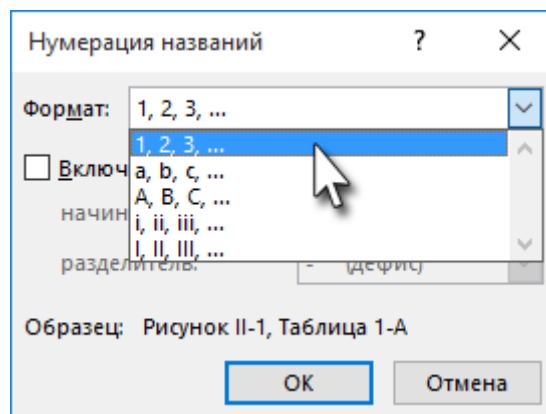 Нумерация названий ? ×
Формат: 1, 2, 3, ...
1, 2, 3, ...
Включ a, b, c, ...
A, B, C, ...
начин i, ii, iii, ...
I, II, III, ...
разделитель: - (дефис)
Образец: Рисунок II-1, Таблица 1-A
ОК Отмена